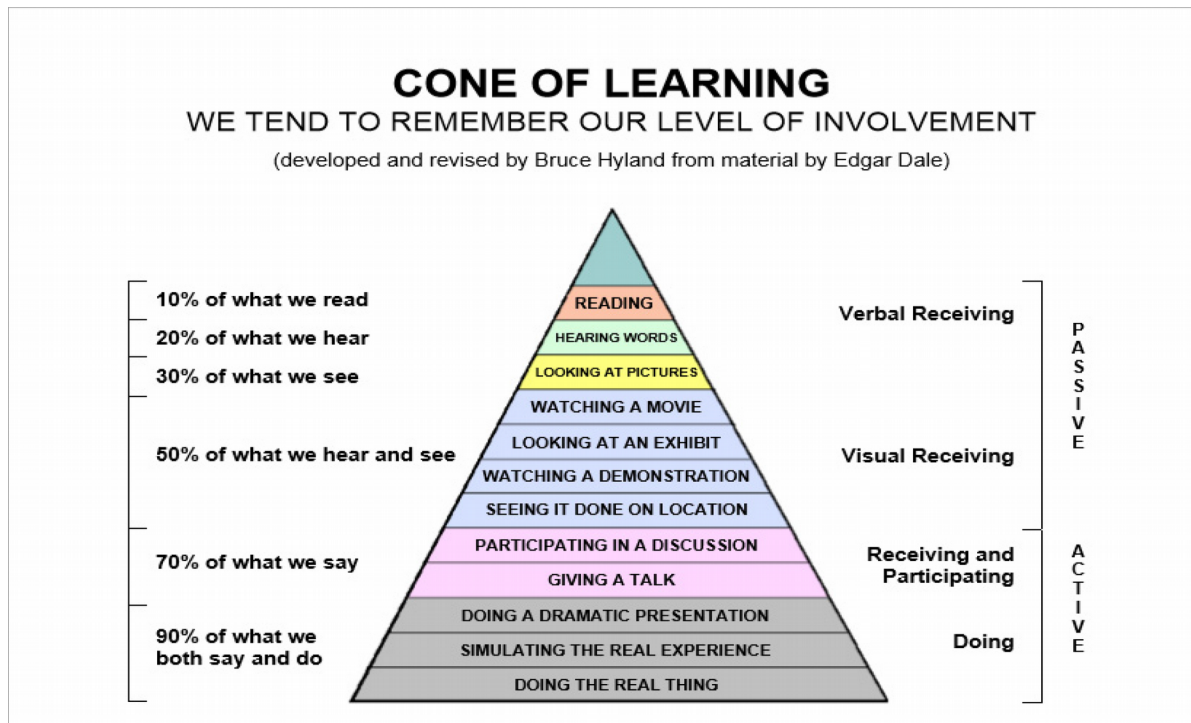 CONE OF LEARNING
WE TEND TO REMEMBER OUR LEVEL OF INVOLVEMENT
(developed and revised by Bruce Hyland from material by Edgar Dale)
10% of what we read
20% of what we hear
30% of what we see
50% of what we hear and see
70% of what we say
90% of what we
both say and do
READING
HEARING WORDS
LOOKING AT PICTURES
WATCHING A MOVIE
LOOKING AT AN EXHIBIT
WATCHING A DEMONSTRATION
SEEING IT DONE ON LOCATION
PARTICIPATING IN A DISCUSSION
GIVING A TALK
DOING A DRAMATIC PRESENTATION
SIMULATING THE REAL EXPERIENCE
DOING THE REAL THING
Verbal Receiving
Visual Receiving
Receiving and
Participating
Doing
PASSIVE
ACTIVE